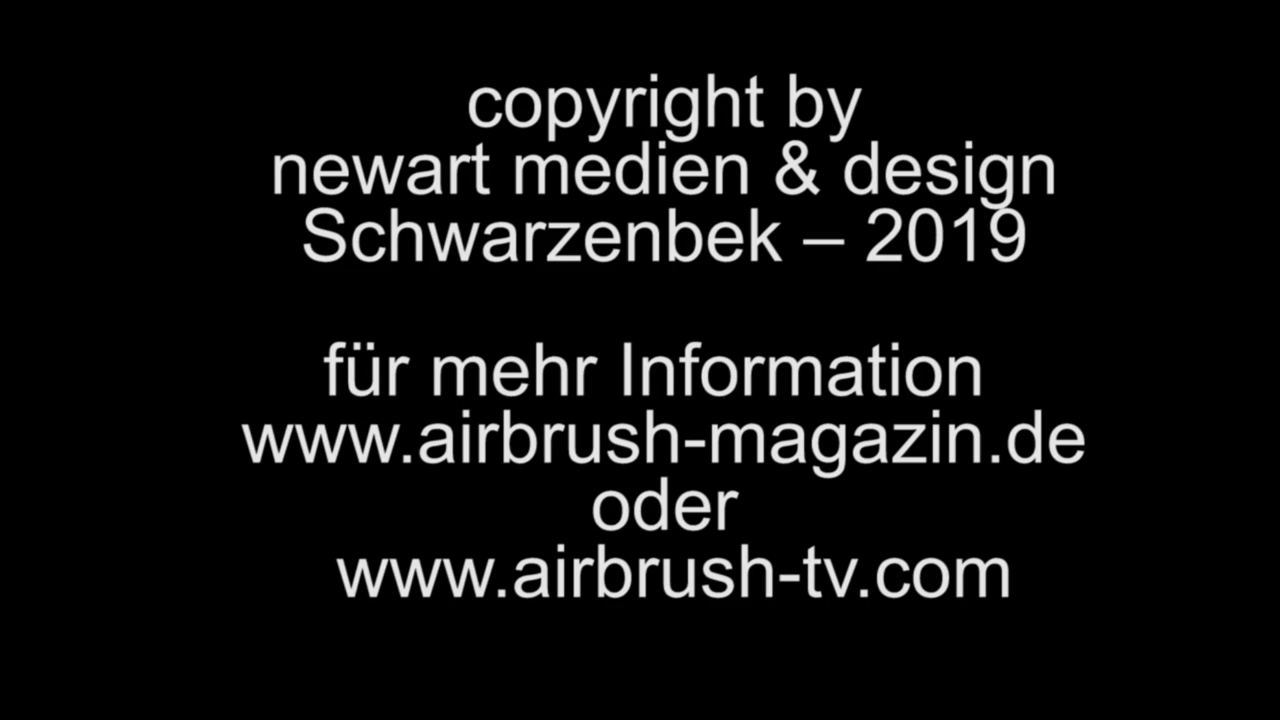 copyright by
newart medien & design
Schwarzenbek – 2019
für mehr Information
www.airbrush-magazin.de
oder
www.airbrush-tv.com